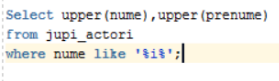 Select upper(nume),upper(prenume)
from jupi_actori
where nume like '%i%';